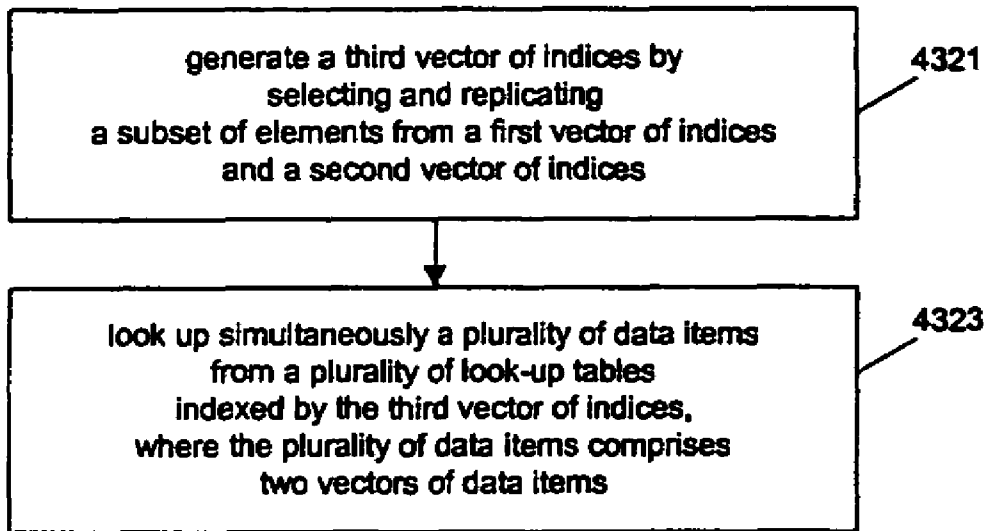 generate a third vector of indices by
selecting and replicating
a subset of elements from a first vector of indices
and a second vector of indices
4321
look up simultaneously a plurality of data items
from a plurality of look-up tables
indexed by the third vector of indices,
where the plurality of data items comprises
two vectors of data items
4323